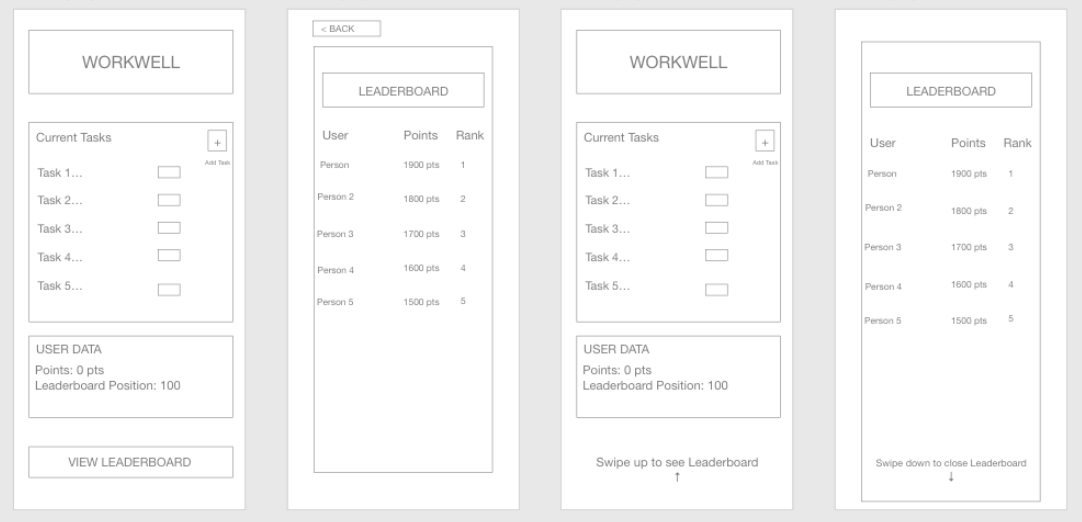 WORKWELL
Current Tasks
+
Add Task
Task 1...
Task 2...
Task 3...
Task 4...
Task 5...
USER DATA
Points: 0 pts
Leaderboard Position: 100
VIEW LEADERBOARD
< BACK
LEADERBOARD
User Points Rank
Person 1900 pts 1
Person 2 1800 pts 2
Person 3 1700 pts 3
Person 4 1600 pts 4
Person 5 1500 pts 5
WORKWELL
Current Tasks
+
Add Task
Task 1...
Task 2...
Task 3...
Task 4...
Task 5...
USER DATA
Points: 0 pts
Leaderboard Position: 100
Swipe up to see Leaderboard
↑
LEADERBOARD
User Points Rank
Person 1900 pts 1
Person 2 1800 pts 2
Person 3 1700 pts 3
Person 4 1600 pts 4
Person 5 1500 pts 5
Swipe down to close Leaderboard
↓